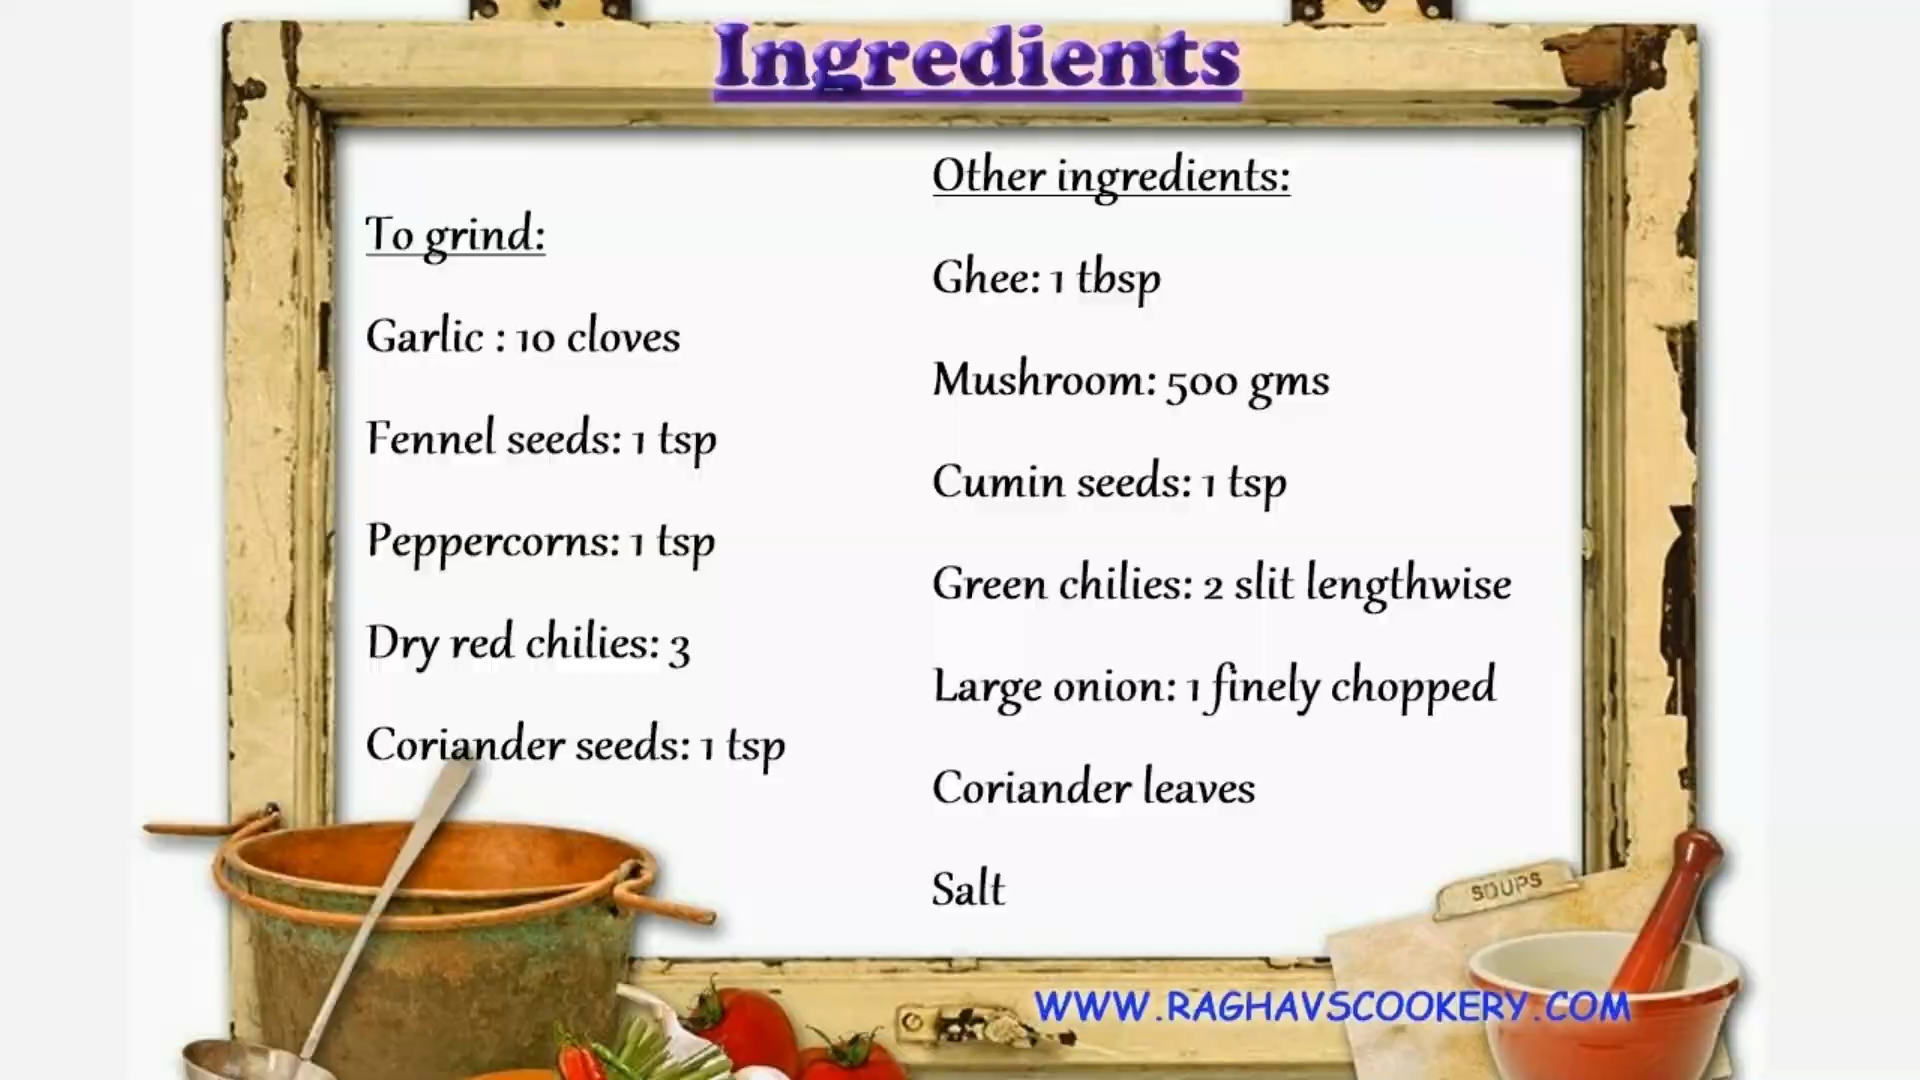 Ingredients
To grind:
Garlic : 10 cloves
Fennel seeds: 1 tsp
Peppercorns: 1 tsp
Dry red chilies: 3
Coriander seeds: 1 tsp
Other ingredients:
Ghee: 1 tbsp
Mushroom: 500 gms
Cumin seeds: 1 tsp
Green chilies: 2 slit lengthwise
Large onion: 1 finely chopped
Coriander leaves
Salt
SOUPS
WWW.RAGHAVSCOOKERY.COM